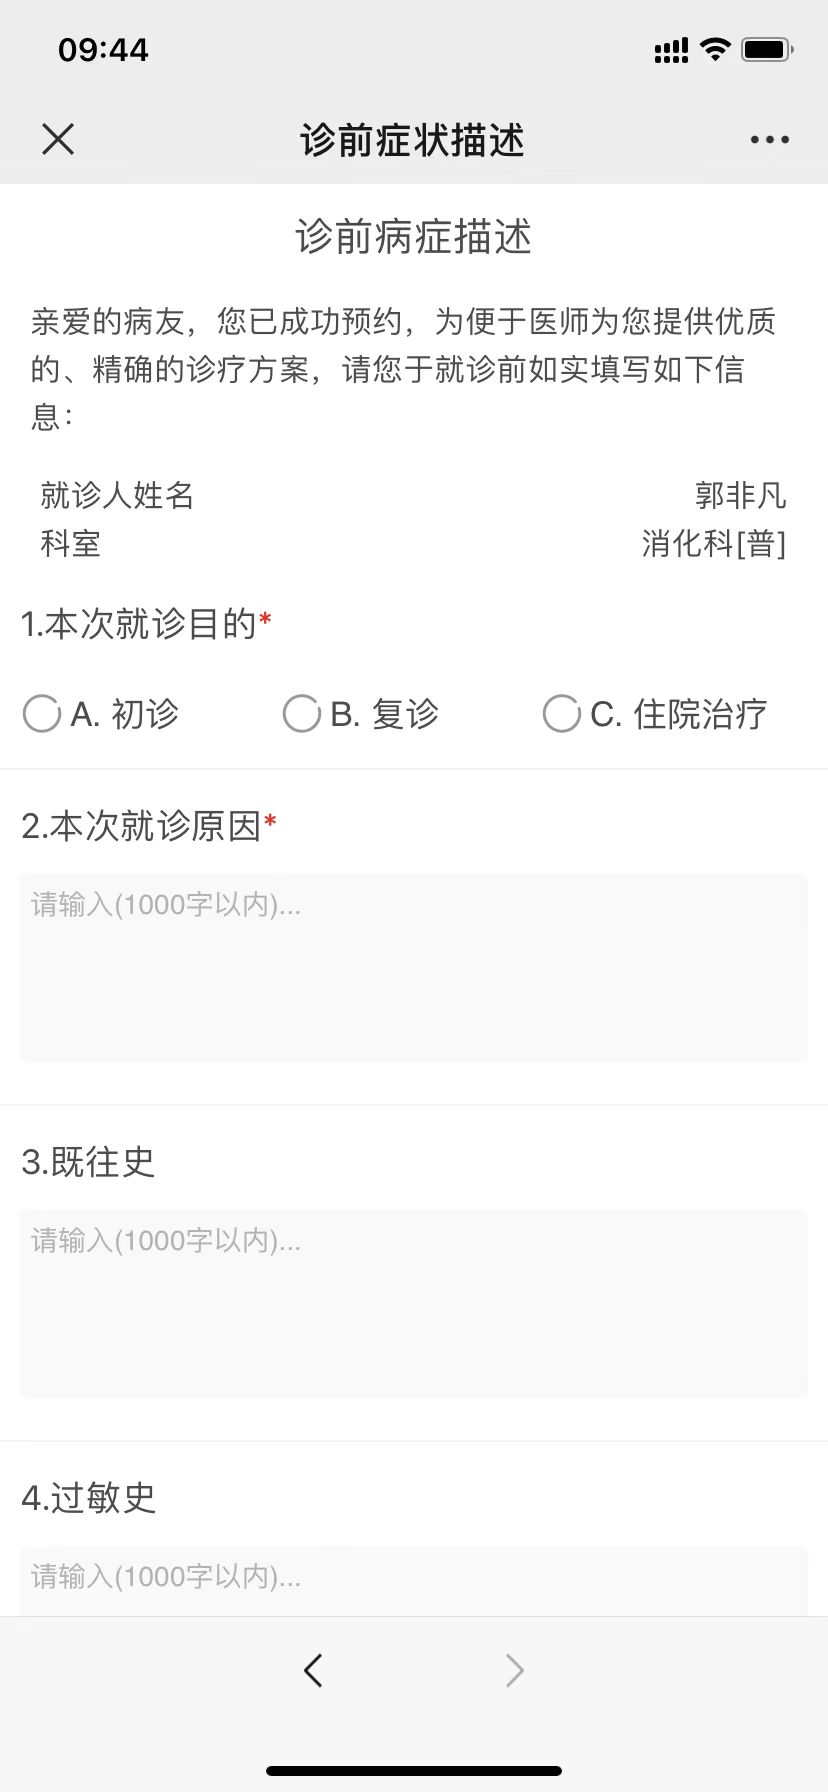 09:44
诊前症状描述
诊前病症描述
亲爱的病友，您已成功预约，为便于医师为您提供优质
的、精确的诊疗方案，请您于就诊前如实填写如下信
息：
就诊人姓名 郭非凡
科室 消化科[普]
1.本次就诊目的*
A. 初诊 B. 复诊 C. 住院治疗
2.本次就诊原因*
请输入(1000字以内)...
3.既往史
请输入(1000字以内)...
4.过敏史
请输入(1000字以内)...